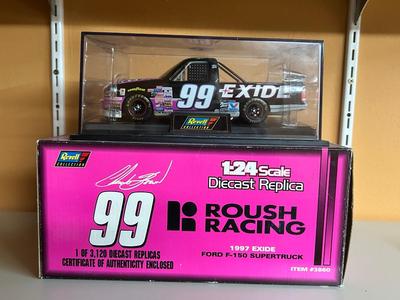 GOODYEAR
99 EXIDE
Revell
COLLECTION
Revell
COLLECTION
1:24 Scale
Diecast Replica
99
ROUSH
RACING
1 OF 3,120 DIECAST REPLICAS
CERTIFICATE OF AUTHENTICITY ENCLOSED
1997 EXIDE
FORD F-150 SUPERTRUCK
ITEM #3860